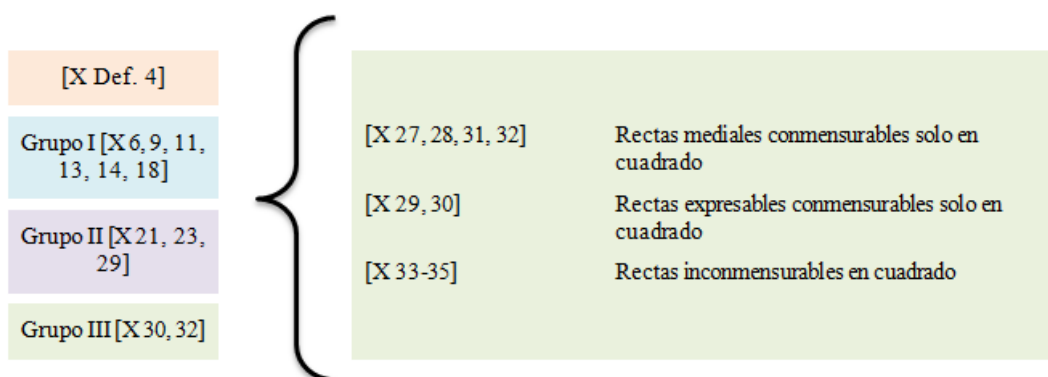 [X Def. 4]
Grupo I [X 6, 9, 11,
13, 14, 18]
Grupo II [X 21, 23,
29]
Grupo III [X 30, 32]
[X 27, 28, 31, 32] Rectas mediales conmensurables solo en
cuadrado
[X 29, 30] Rectas expresables conmensurables solo en
cuadrado
[X 33-35] Rectas inconmensurables en cuadrado